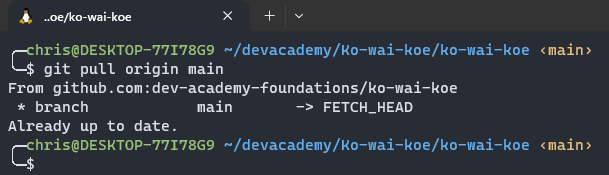 ..oe/ko-wai-koe
chris@DESKTOP-77I78G9 ~/devacademy/Ko-wai-koe/ko-wai-koe ‹main›
$ git pull origin main
From github.com:dev-academy-foundations/ko-wai-koe
 * branch            main       -> FETCH_HEAD
Already up to date.
chris@DESKTOP-77I78G9 ~/devacademy/Ko-wai-koe/ko-wai-koe ‹main›
$